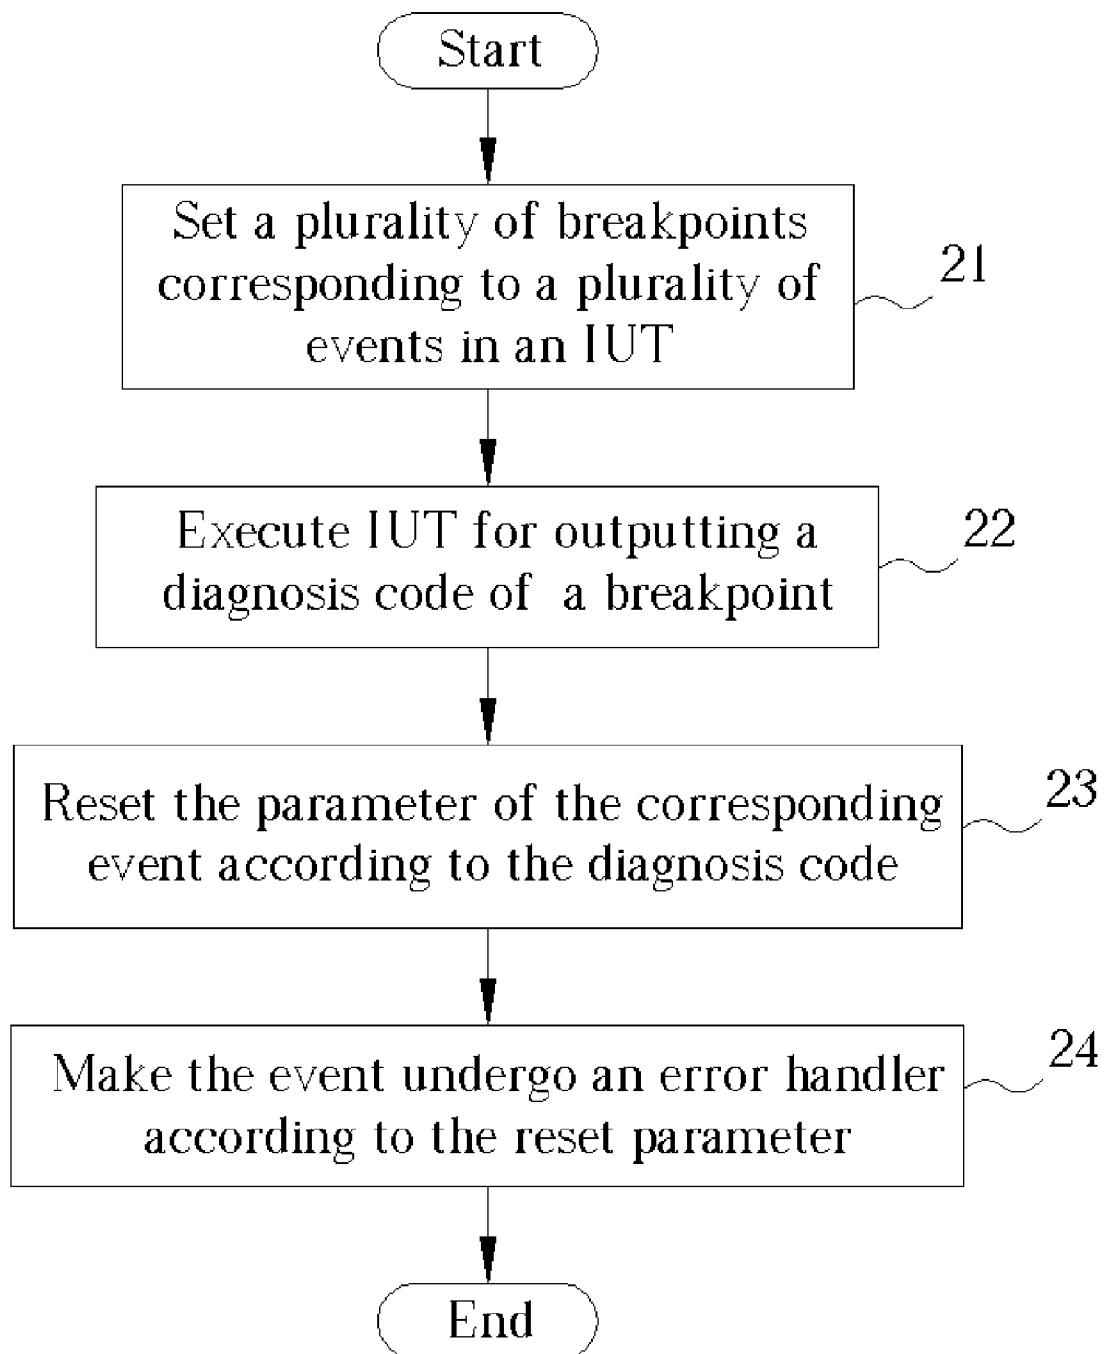 Start
Set a plurality of breakpoints
corresponding to a plurality of
events in an IUT
21
Execute IUT for outputting a
diagnosis code of a breakpoint
22
Reset the parameter of the corresponding
event according to the diagnosis code
23
Make the event undergo an error handler
according to the reset parameter
24
End